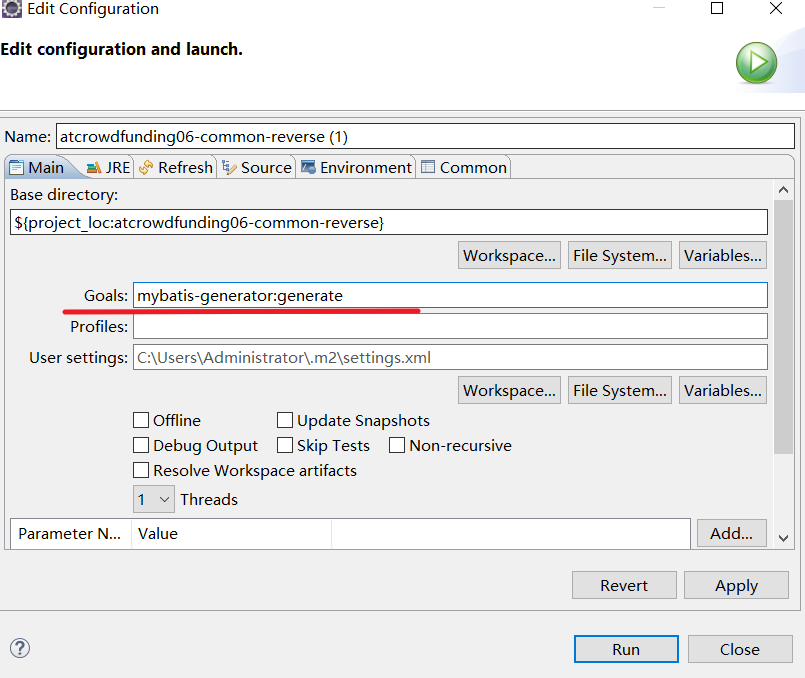 Edit Configuration
Edit configuration and launch.
Name: atcrowdfunding06-common-reverse (1)
Main JRE Refresh Source Environment Common
Base directory:
${project_loc:atcrowdfunding06-common-reverse}
Workspace... File System... Variables...
Goals: mybatis-generator:generate
Profiles:
User settings: C:\Users\Administrator\.m2\settings.xml
Workspace... File System... Variables...
Offline Update Snapshots
Debug Output Skip Tests Non-recursive
Resolve Workspace artifacts
1 Threads
Parameter N... Value Add...
Revert Apply
? Run Close